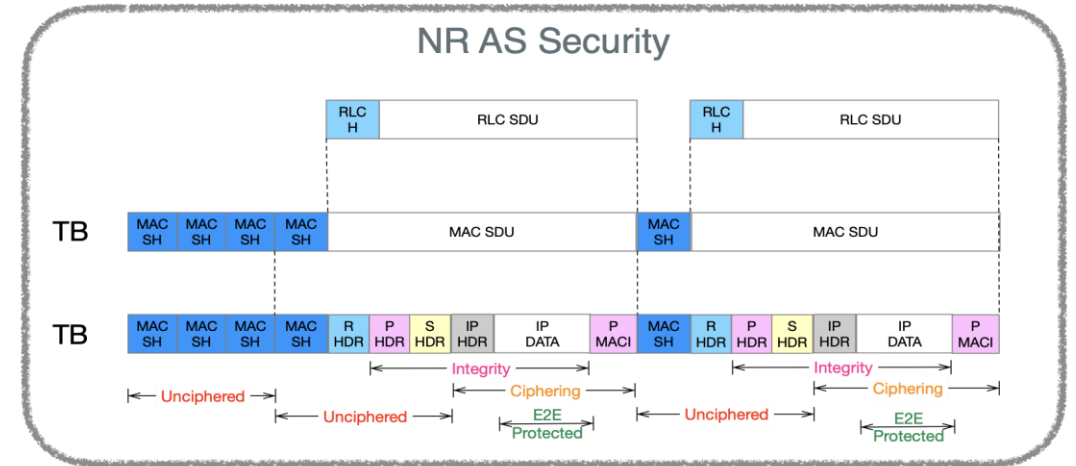 NR AS Security
RLC
H
RLC SDU
RLC
H
RLC SDU
TB
MAC
SH
MAC
SH
MAC
SH
MAC
SH
MAC SDU
MAC
SH
MAC SDU
TB
MAC
SH
MAC
SH
MAC
SH
MAC
SH
R
HDR
P
HDR
S
HDR
IP
HDR
IP
DATA
P
MACI
MAC
SH
R
HDR
P
HDR
S
HDR
IP
HDR
IP
DATA
P
MACI
Integrity
Integrity
Ciphering
Ciphering
Unciphered
Unciphered
E2E
Protected
Unciphered
E2E
Protected